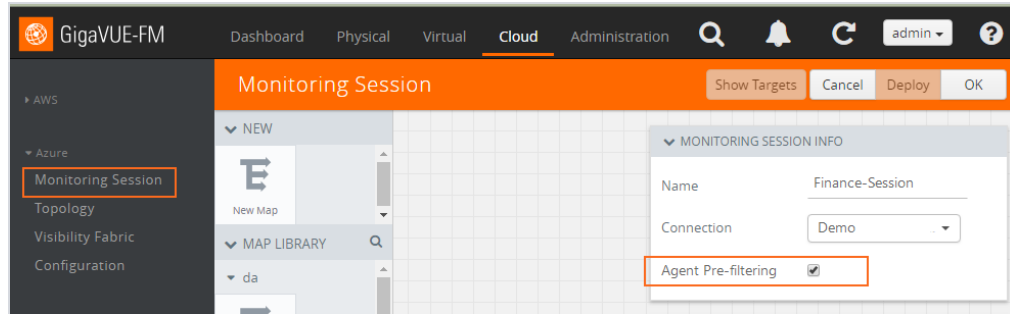 GigaVUE-FM
Dashboard Physical Virtual Cloud Administration admin ?
AWS
Azure
Monitoring Session
Topology
Visibility Fabric
Configuration
Monitoring Session
Show Targets Cancel Deploy OK
NEW
New Map
MAP LIBRARY
da
MONITORING SESSION INFO
Name Finance-Session
Connection Demo
Agent Pre-filtering